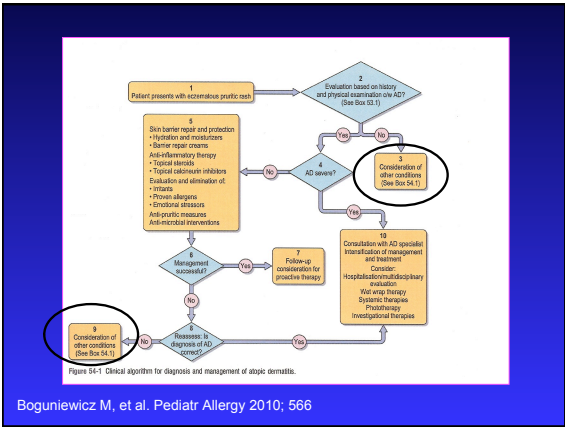 1
Patient presents with eczematous pruritic rash
2
Evaluation based on history
and physical examination c/w AD?
(See Box 53.1)
Yes
No
3
Consideration of
other conditions
(See Box 54.1)
4
AD severe?
No
Yes
5
Skin barrier repair and protection
• Hydration and moisturizers
• Barrier repair creams
Anti-inflammatory therapy
• Topical steroids
• Topical calcineurin inhibitors
Evaluation and elimination of:
• Irritants
• Proven allergens
• Emotional stressors
Anti-pruritic measures
Anti-microbial interventions
10
Consultation with AD specialist
Intensification of management
and treatment
Consider:
Hospitalisation/multidisciplinary
evaluation
Wet wrap therapy
Systemic therapies
Phototherapy
Investigational therapies
6
Management
successful?
Yes
7
Follow-up
consideration for
proactive therapy
No
8
Reassess: Is
diagnosis of AD
correct?
Yes
No
9
Consideration of
other conditions
(See Box 54.1)
Figure 54-1 Clinical algorithm for diagnosis and management of atopic dermatitis.
Boguniewicz M, et al. Pediatr Allergy 2010; 566